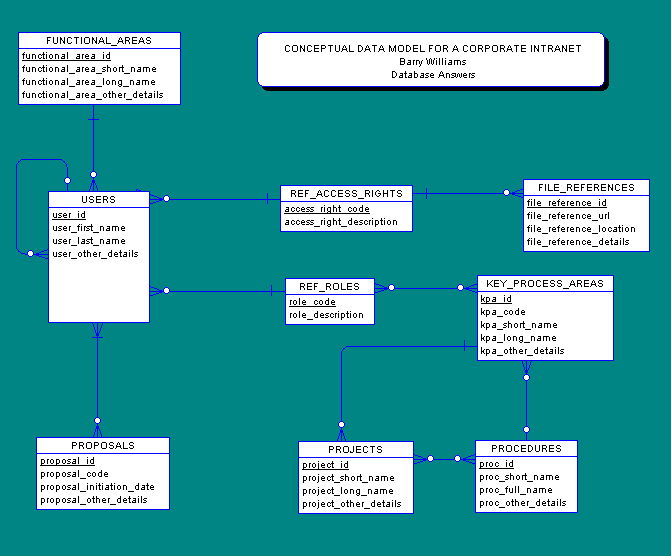 FUNCTIONAL_AREAS
functional_area_id
functional_area_short_name
functional_area_long_name
functional_area_other_details
CONCEPTUAL DATA MODEL FOR A CORPORATE INTRANET
Barry Williams
Database Answers
USERS
user_id
user_first_name
user_last_name
user_other_details
REF_ACCESS_RIGHTS
access_right_code
access_right_description
FILE_REFERENCES
file_reference_id
file_reference_url
file_reference_location
file_reference_details
REF_ROLES
role_code
role_description
KEY_PROCESS_AREAS
kpa_id
kpa_code
kpa_short_name
kpa_long_name
kpa_other_details
PROPOSALS
proposal_id
proposal_code
proposal_initiation_date
proposal_other_details
PROJECTS
project_id
project_short_name
project_long_name
project_other_details
PROCEDURES
proc_id
proc_short_name
proc_full_name
proc_other_details